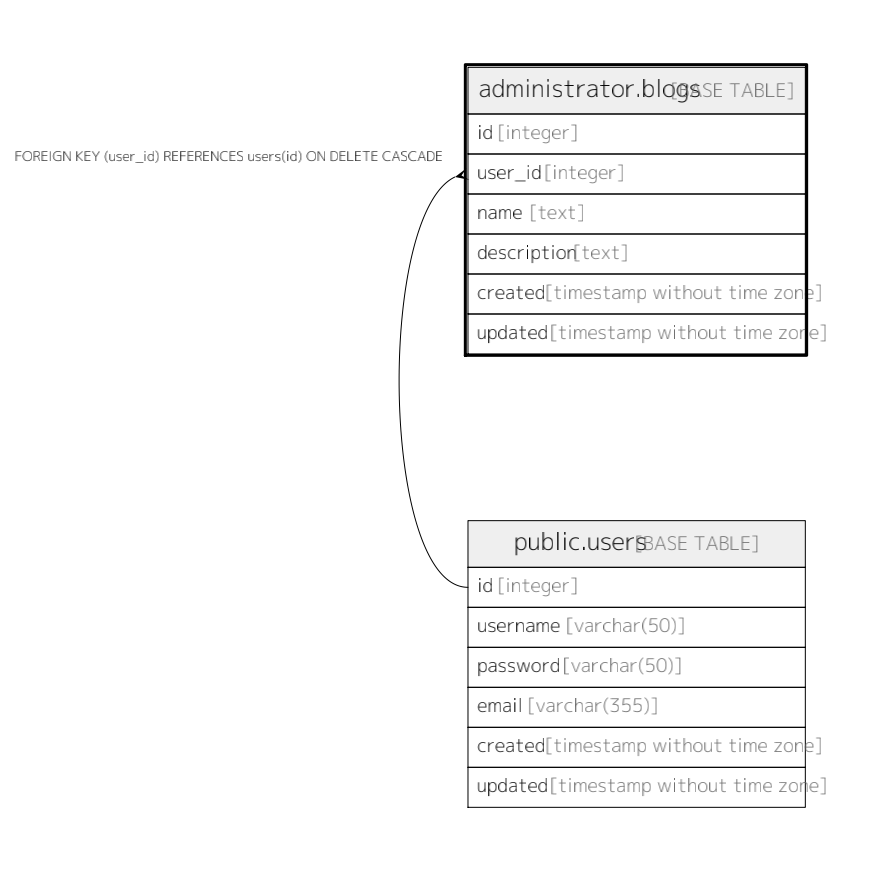 administrator.blogs [BASE TABLE]
id [integer]
FOREIGN KEY (user_id) REFERENCES users(id) ON DELETE CASCADE
user_id [integer]
name [text]
description [text]
created [timestamp without time zone]
updated [timestamp without time zone]
public.users [BASE TABLE]
id [integer]
username [varchar(50)]
password [varchar(50)]
email [varchar(355)]
created [timestamp without time zone]
updated [timestamp without time zone]